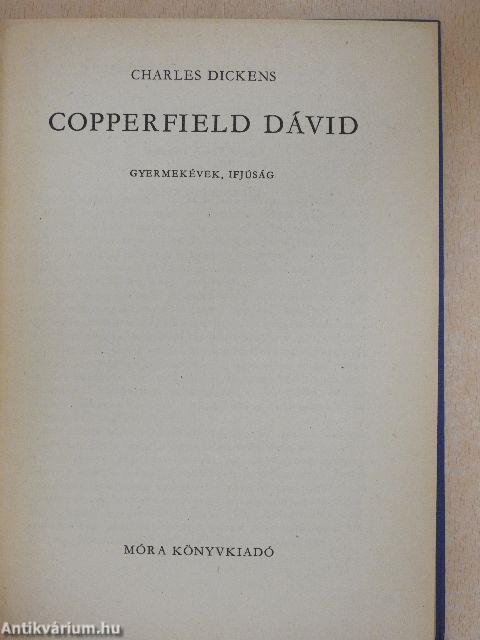 CHARLES DICKENS
COPPERFIELD DÁVID
GYERMEKÉVEK, IFJÚSÁG
MÓRA KÖNYVKIADÓ
Antikvárium.hu